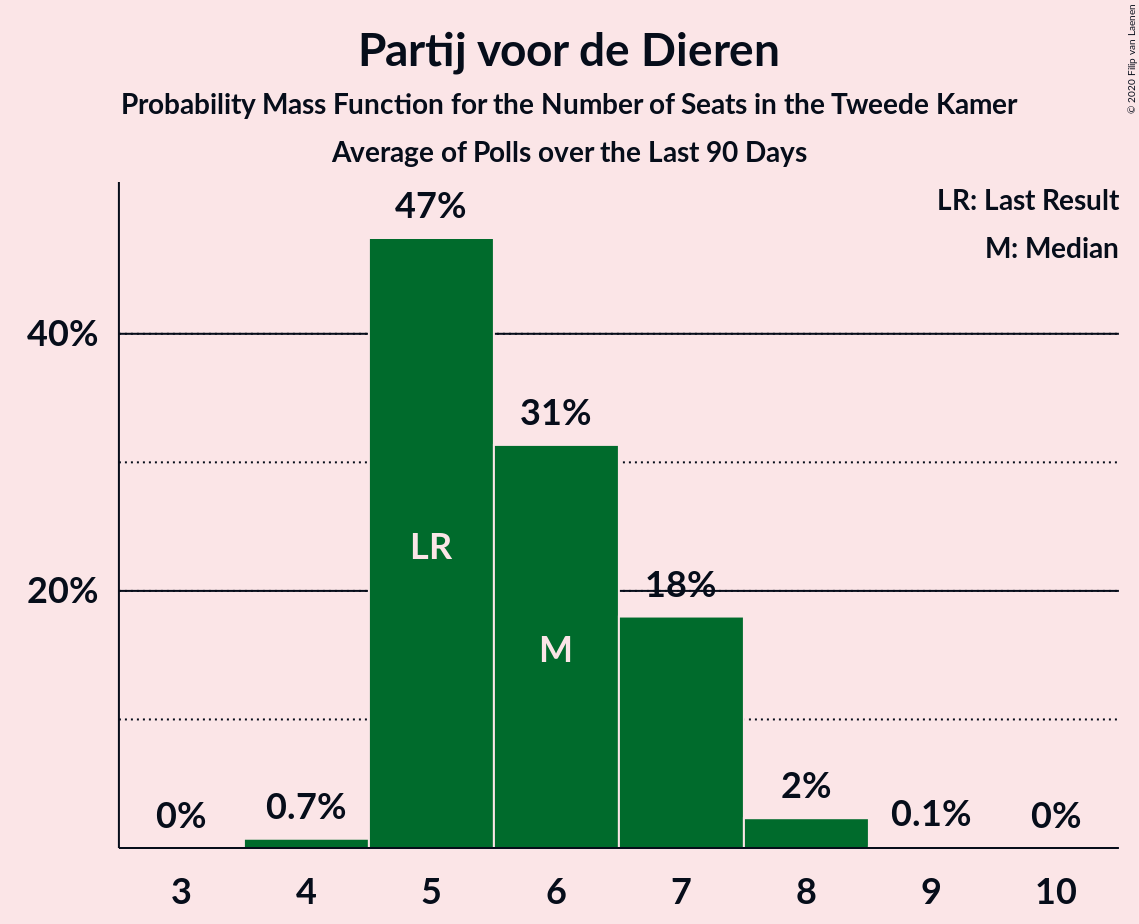 Partij voor de Dieren
Probability Mass Function for the Number of Seats in the Tweede Kamer
Average of Polls over the Last 90 Days
© 2020 Filip van Laenen
LR: Last Result
M: Median
47%
40%
31%
LR
18%
20%
M
2%
0.7%
0%
0.1%
0%
3 4 5 6 7 8 9 10